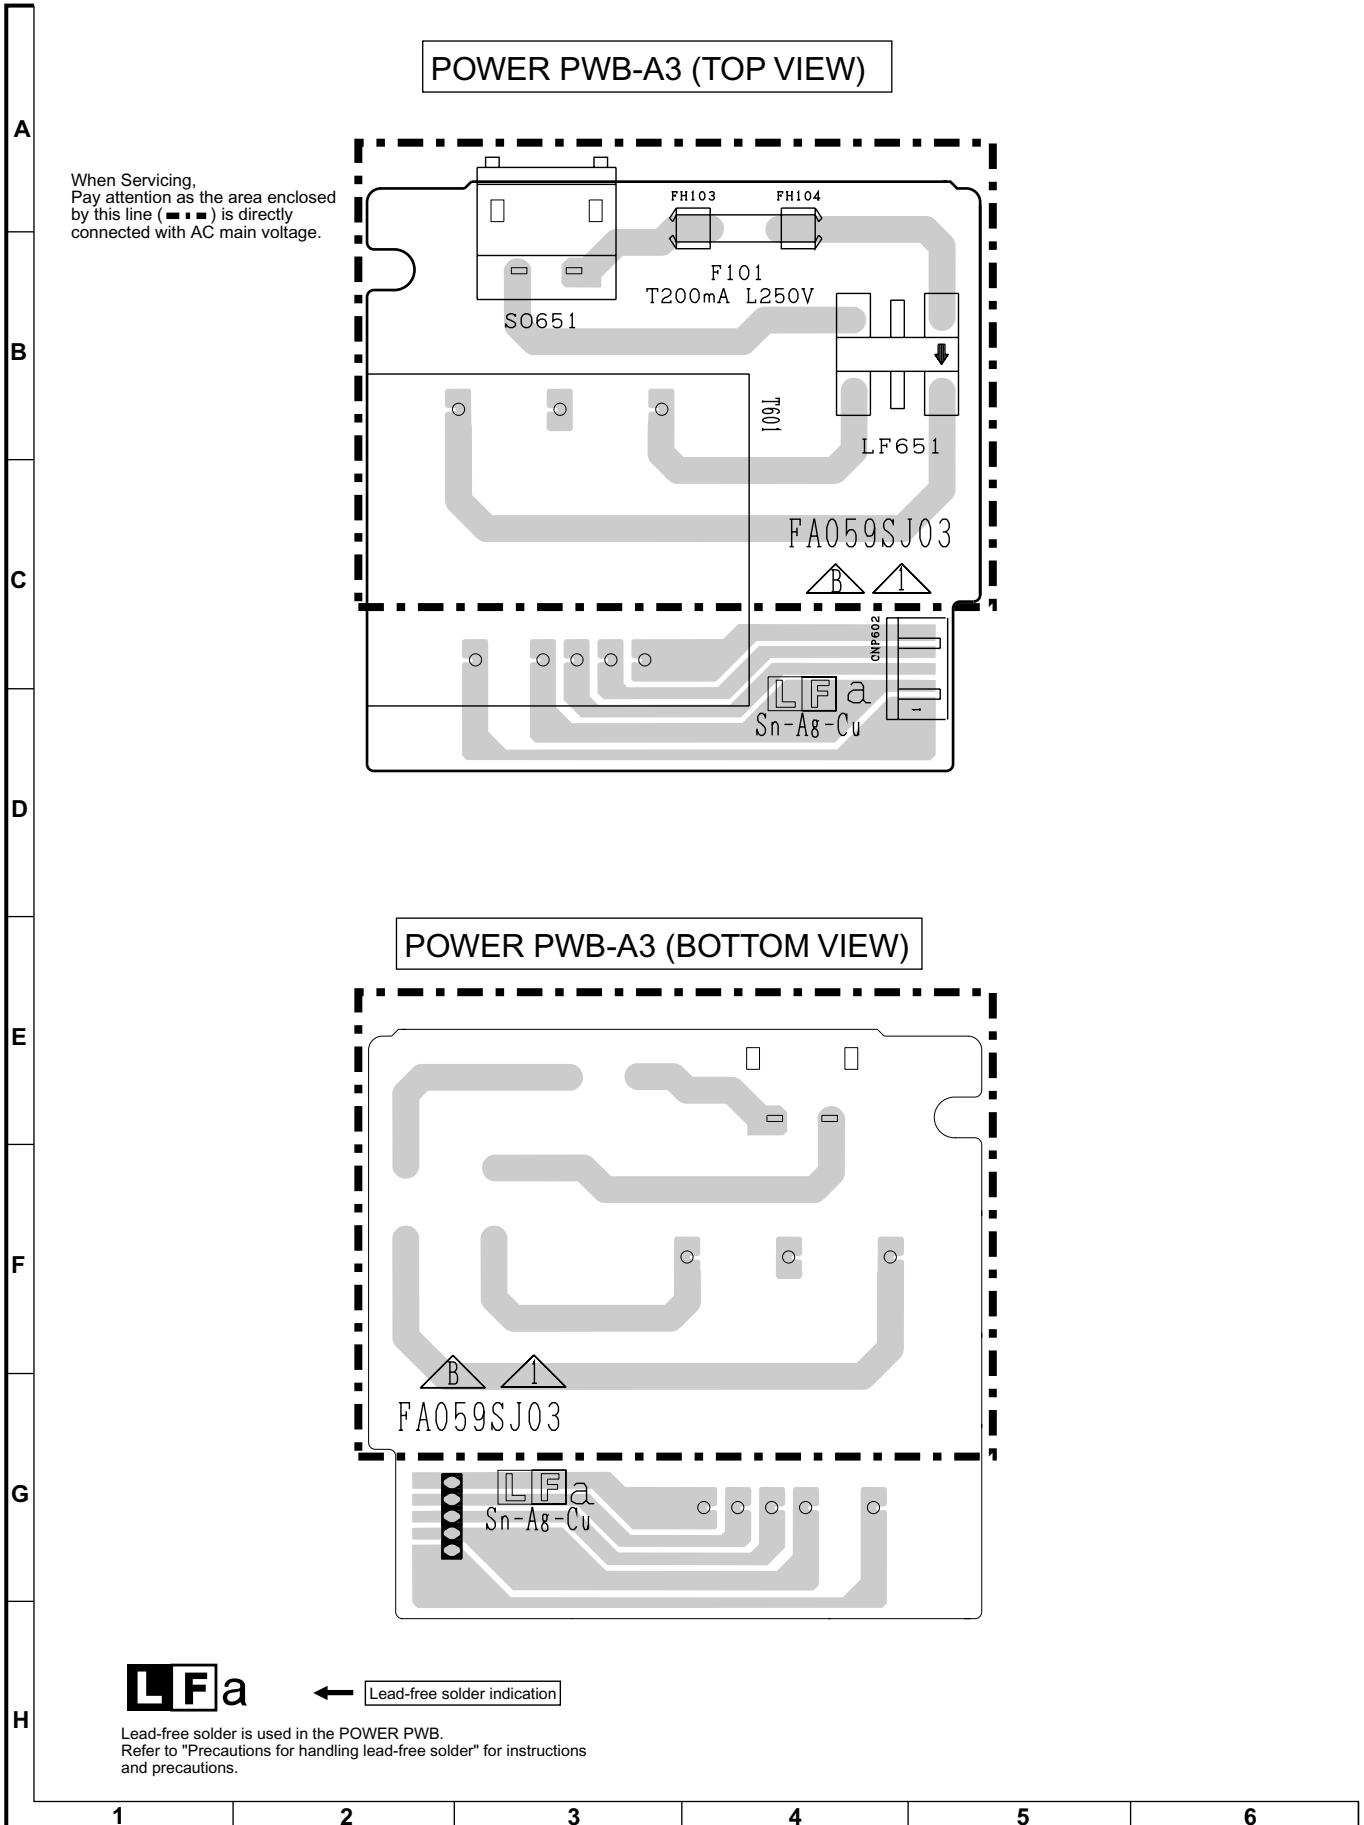 POWER PWB-A3 (TOP VIEW)
A
When Servicing,
Pay attention as the area enclosed
by this line ( ) is directly
connected with AC main voltage.
FH103
FH104
F101
T200mA L250V
SO651
B
T601
LF651
FA059SJ03
B
1
C
CNP602
LFa
Sn-Ag-Cu
1
D
POWER PWB-A3 (BOTTOM VIEW)
E
F
B
1
FA059SJ03
G
LFa
Sn-Ag-Cu
LFa
Lead-free solder indication
H
Lead-free solder is used in the POWER PWB.
Refer to "Precautions for handling lead-free solder" for instructions
and precautions.
1
2
3
4
5
6